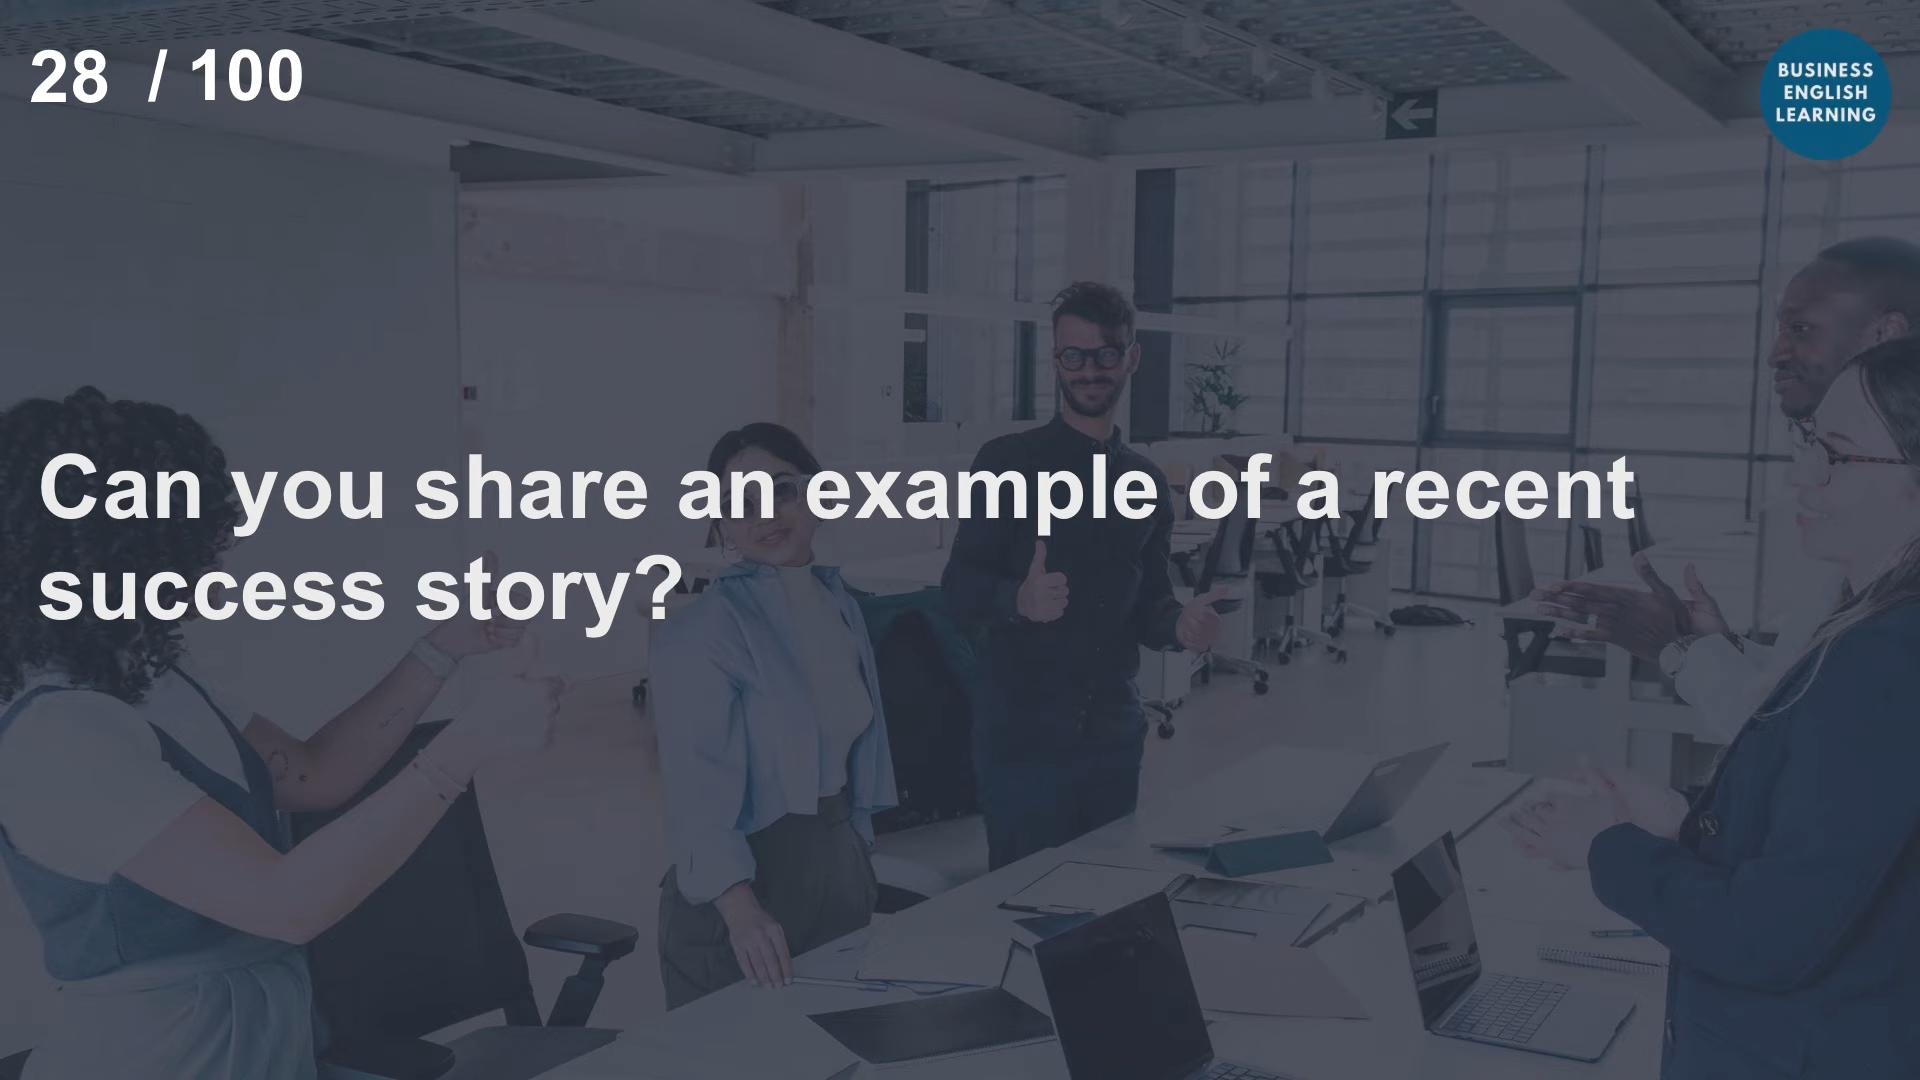 28 / 100
BUSINESS
ENGLISH
LEARNING
Can you share an example of a recent
success story?